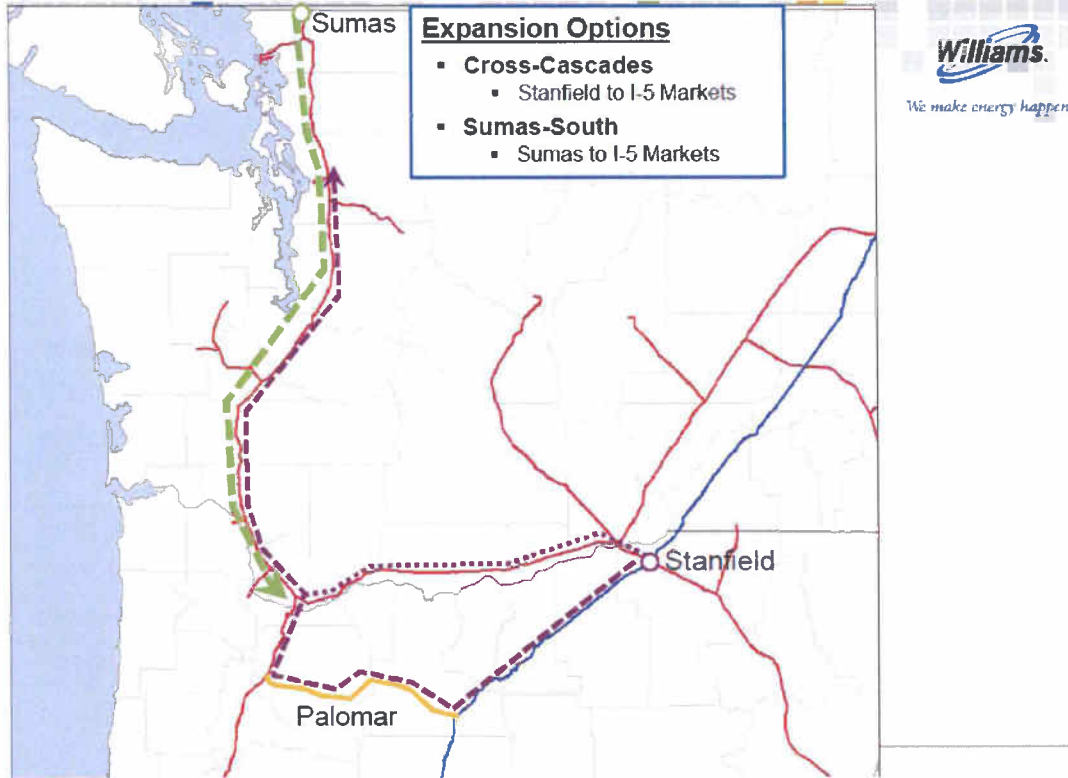 Sumas
Expansion Options
▪ Cross-Cascades
▪ Stanfield to I-5 Markets
▪ Sumas-South
▪ Sumas to I-5 Markets
Williams.
We make energy happen
Stanfield
Palomar